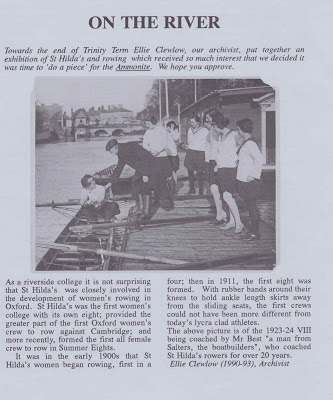 ON THE RIVER
Towards the end of Trinity Term Ellie Clewlow, our archivist, put together an
exhibition of St Hilda's and rowing which received so much interest that we decided it
was time to 'do a piece' for the Ammonite. We hope you approve.
As a riverside college it is not surprising
that St Hilda's was closely involved in
the development of women's rowing in
Oxford. St Hilda's was the first women's
college with its own eight; provided the
greater part of the first Oxford women's
crew to row against Cambridge; and
more recently, formed the first all female
crew to row in Summer Eights.
It was in the early 1900s that St
Hilda's women began rowing, first in a
four; then in 1911, the first eight was
formed. With rubber bands around their
knees to hold ankle length skirts away
from the sliding seats, the first crews
could not have been more different from
today's lycra clad athletes.
The above picture is of the 1923-24 VIII
being coached by Mr Best "a man from
Salters, the boatbuilders", who coached
St Hilda's rowers for over 20 years.
Ellie Clewlow (1990-93), Archivist